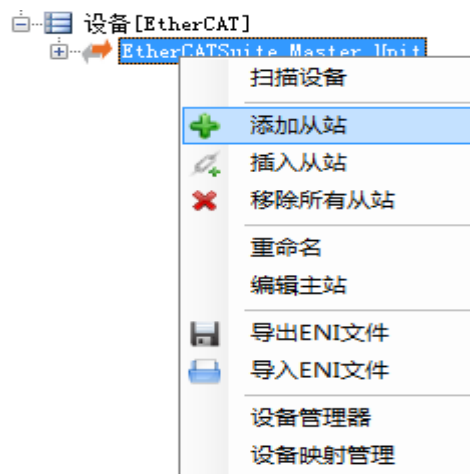 设备[EtherCAT]
EtherCATSuite Master Unit
扫描设备
添加从站
插入从站
移除所有从站
重命名
编辑主站
导出ENI文件
导入ENI文件
设备管理器
设备映射管理